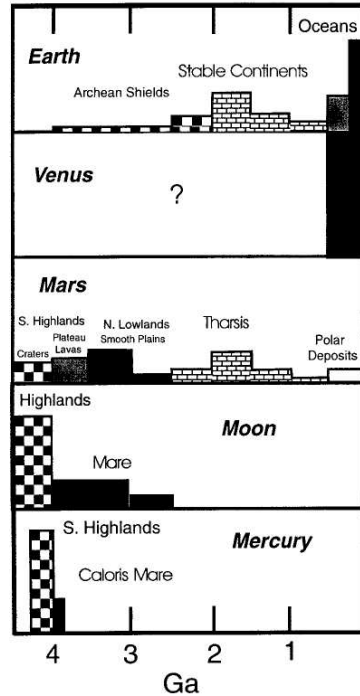 Oceans
Earth
Stable Continents
Archean Shields
Venus
?
Mars
S. Highlands
Craters
Plateau
Lavas
N. Lowlands
Smooth Plains
Tharsis
Polar
Deposits
Highlands
Moon
Mare
S. Highlands
Mercury
Caloris Mare
4 3 2 1
Ga